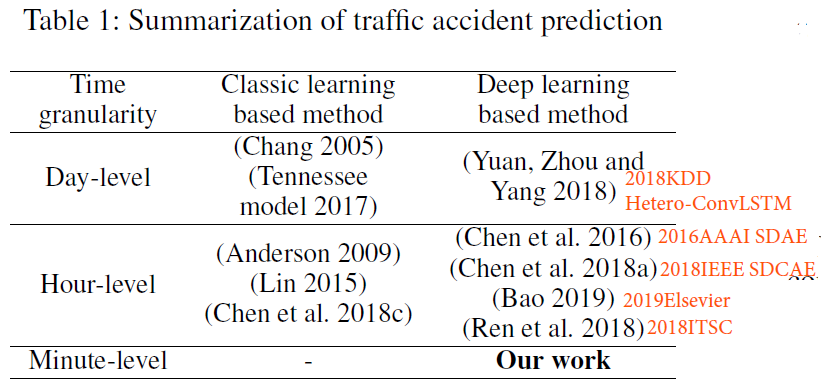 Table 1: Summarization of traffic accident prediction
Time granularity Classic learning based method Deep learning based method
Day-level (Chang 2005) (Tennessee model 2017) (Yuan, Zhou and Yang 2018) 2018KDD Hetero-ConvLSTM
Hour-level (Anderson 2009) (Lin 2015) (Chen et al. 2018c) (Chen et al. 2016) 2016AAAI SDAE (Chen et al. 2018a) 2018IEEE SDCAE (Bao 2019) 2019Elsevier (Ren et al. 2018) 2018ITSC
Minute-level - Our work